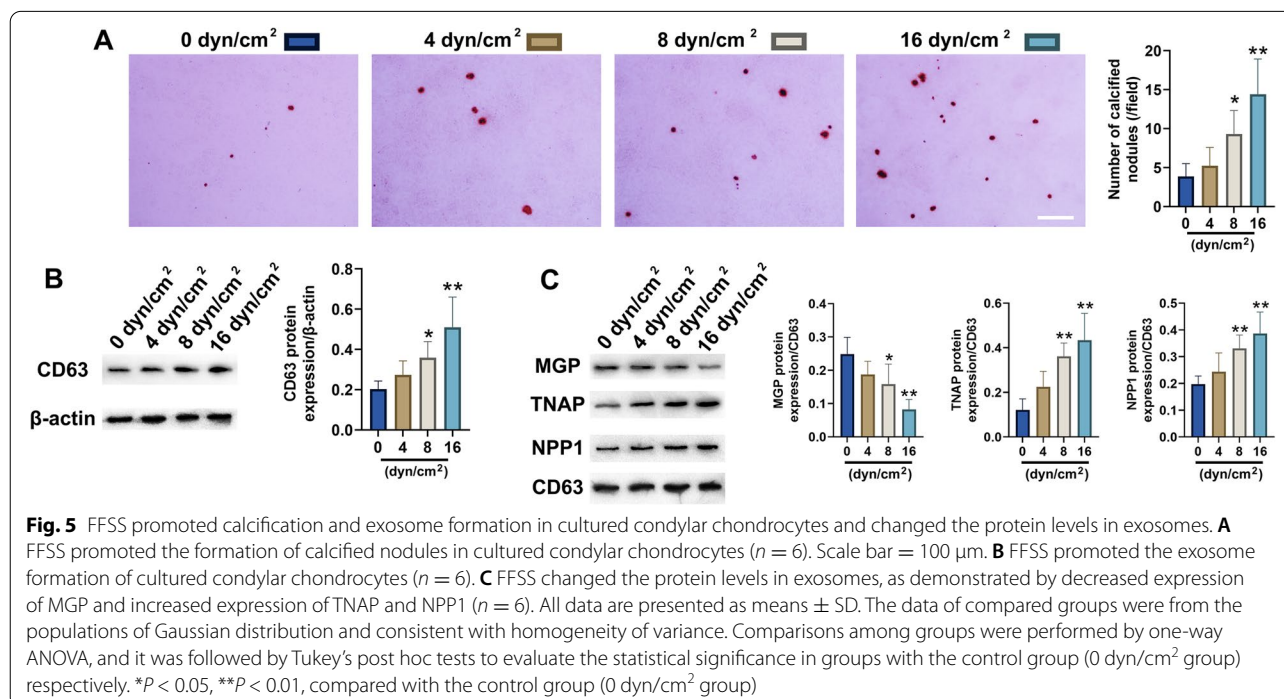 A
0 dyn/cm²
4 dyn/cm²
8 dyn/cm²
16 dyn/cm²
Number of calcified
nodules (/field)
20
15
10
5
0
**
*
0 4 8 16
(dyn/cm²)
B
0 dyn/cm²
4 dyn/cm²
8 dyn/cm²
16 dyn/cm²
CD63
β-actin
CD63 protein
expression/β-actin
0.8
0.6
0.4
0.2
0.0
**
*
0 4 8 16
(dyn/cm²)
C
0 dyn/cm²
4 dyn/cm²
8 dyn/cm²
16 dyn/cm²
MGP
TNAP
NPP1
CD63
MGP protein
expression/CD63
0.4
0.3
0.2
0.1
0.0
*
**
0 4 8 16
(dyn/cm²)
TNAP protein
expression/CD63
0.6
0.4
0.2
0.0
**
**
0 4 8 16
(dyn/cm²)
NPP1 protein
expression/CD63
0.5
0.4
0.3
0.2
0.1
0.0
**
**
0 4 8 16
(dyn/cm²)
Fig. 5 FFSS promoted calcification and exosome formation in cultured condylar chondrocytes and changed the protein levels in exosomes. A
FFSS promoted the formation of calcified nodules in cultured condylar chondrocytes (n = 6). Scale bar = 100 μm. B FFSS promoted the exosome
formation of cultured condylar chondrocytes (n = 6). C FFSS changed the protein levels in exosomes, as demonstrated by decreased expression
of MGP and increased expression of TNAP and NPP1 (n = 6). All data are presented as means ± SD. The data of compared groups were from the
populations of Gaussian distribution and consistent with homogeneity of variance. Comparisons among groups were performed by one-way
ANOVA, and it was followed by Tukey's post hoc tests to evaluate the statistical significance in groups with the control group (0 dyn/cm² group)
respectively. *P < 0.05, **P < 0.01, compared with the control group (0 dyn/cm² group)